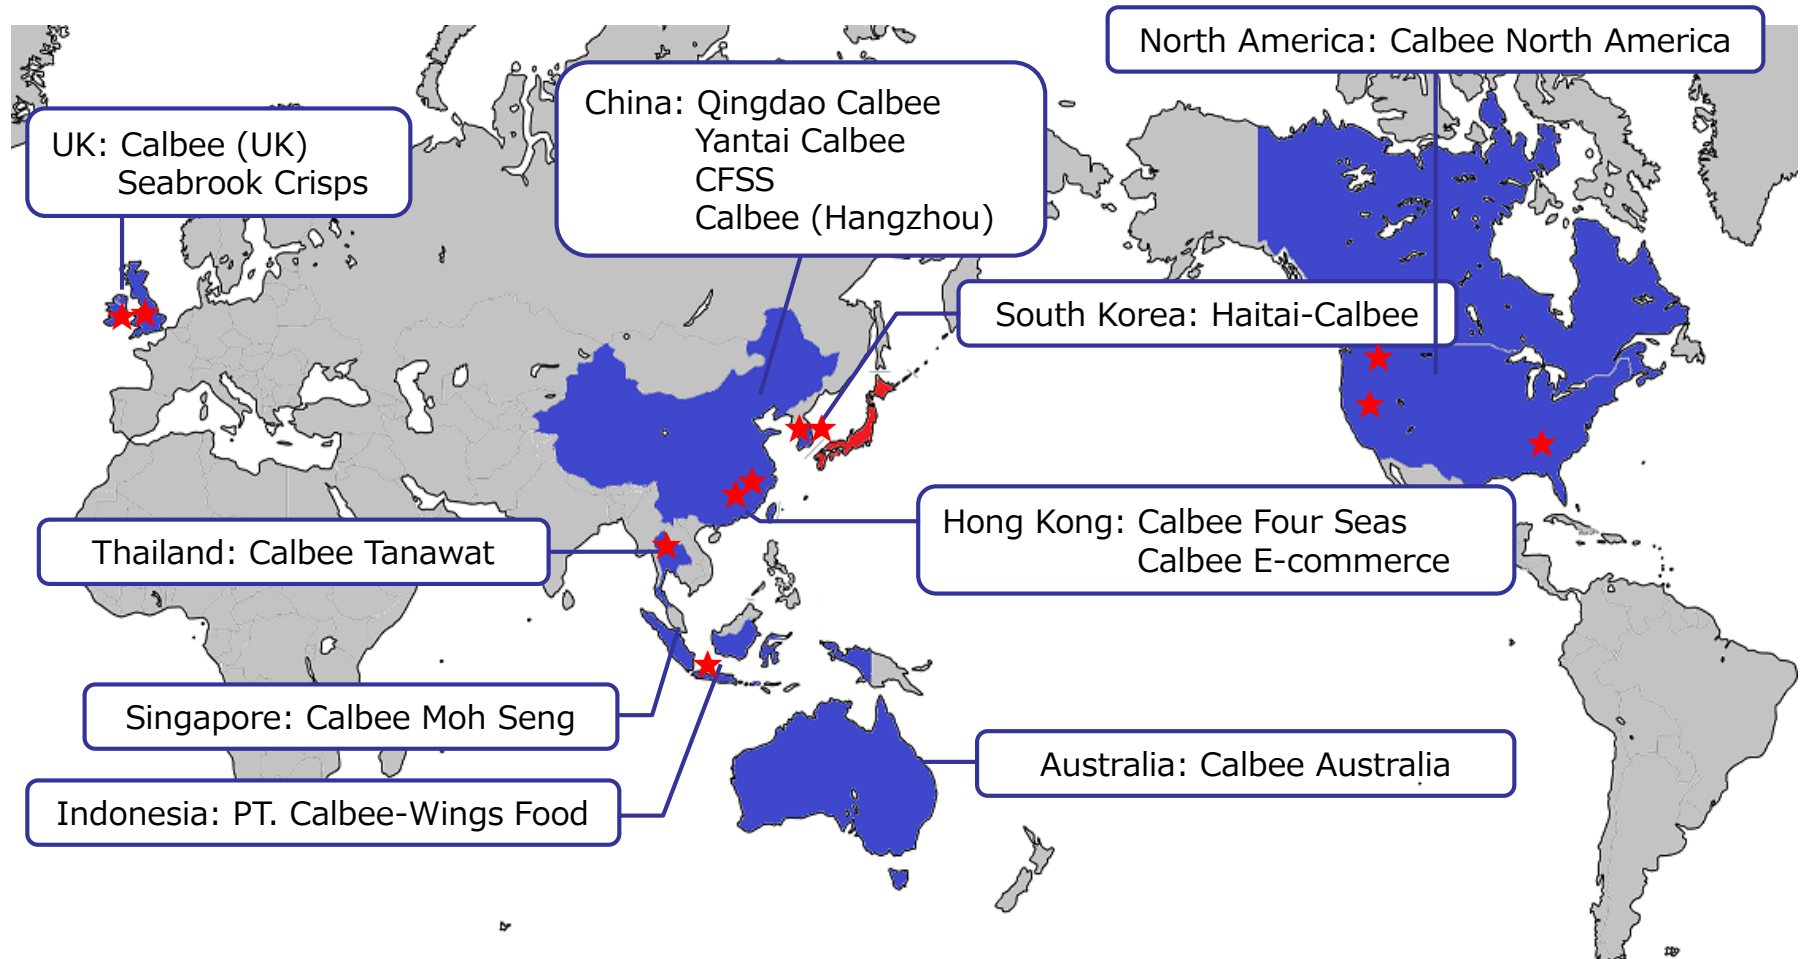 North America: Calbee North America
China: Qingdao Calbee
Yantai Calbee
CFSS
Calbee (Hangzhou)
UK: Calbee (UK)
Seabrook Crisps
South Korea: Haitai-Calbee
Hong Kong: Calbee Four Seas
Calbee E-commerce
Thailand: Calbee Tanawat
Singapore: Calbee Moh Seng
Australia: Calbee Australia
Indonesia: PT. Calbee-Wings Food